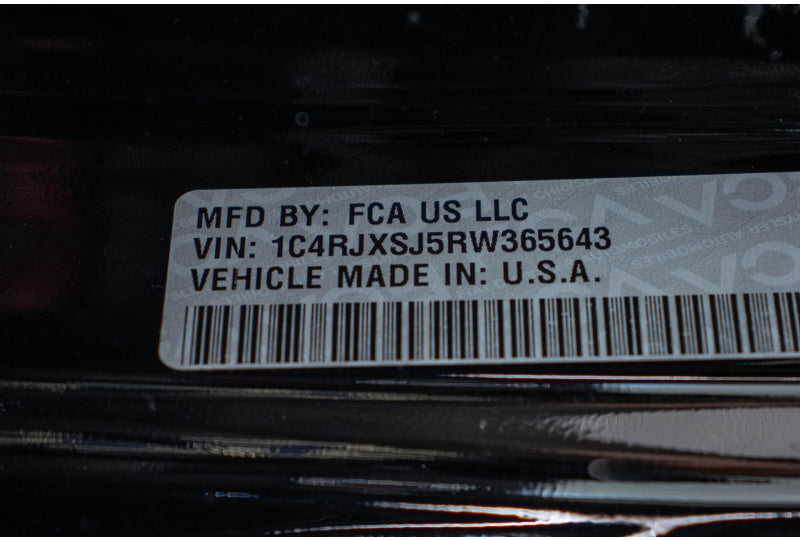 MFD BY: FCA US LLC
VIN: 1C4RJXSJ5RW365643
VEHICLE MADE IN: U.S.A.